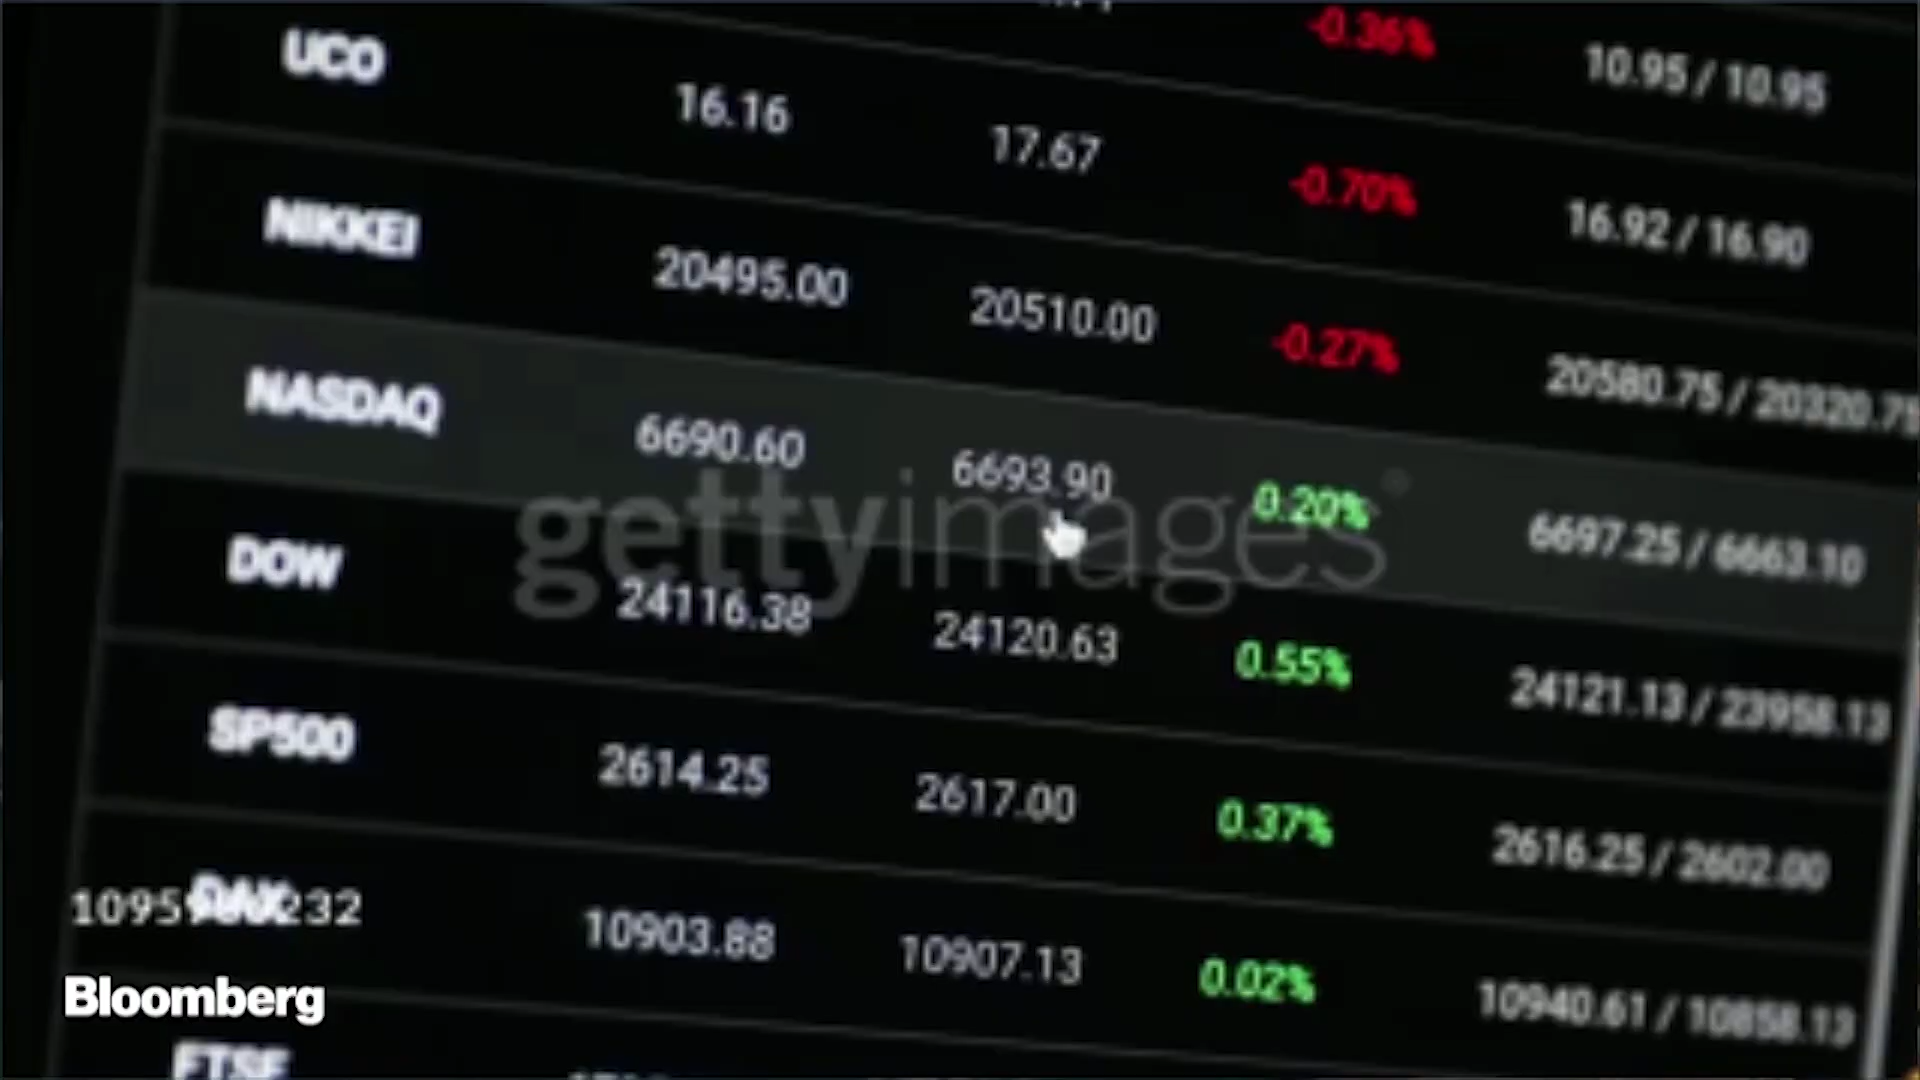 -0.36% 10.95 / 10.95
UCO 16.16 17.67 -0.70% 16.92 / 16.90
NIKKEI 20495.00 20510.00 -0.27% 20580.75 / 20320.75
NASDAQ 6690.60 6693.90 0.20% 6697.25 / 6663.10
gettyimages
DOW 24116.38 24120.63 0.55% 24121.13 / 23958.13
SP500 2614.25 2617.00 0.37% 2616.25 / 2602.00
DAX 10903.88 10907.13 0.02% 10940.61 / 10858.13
Bloomberg
FTSE